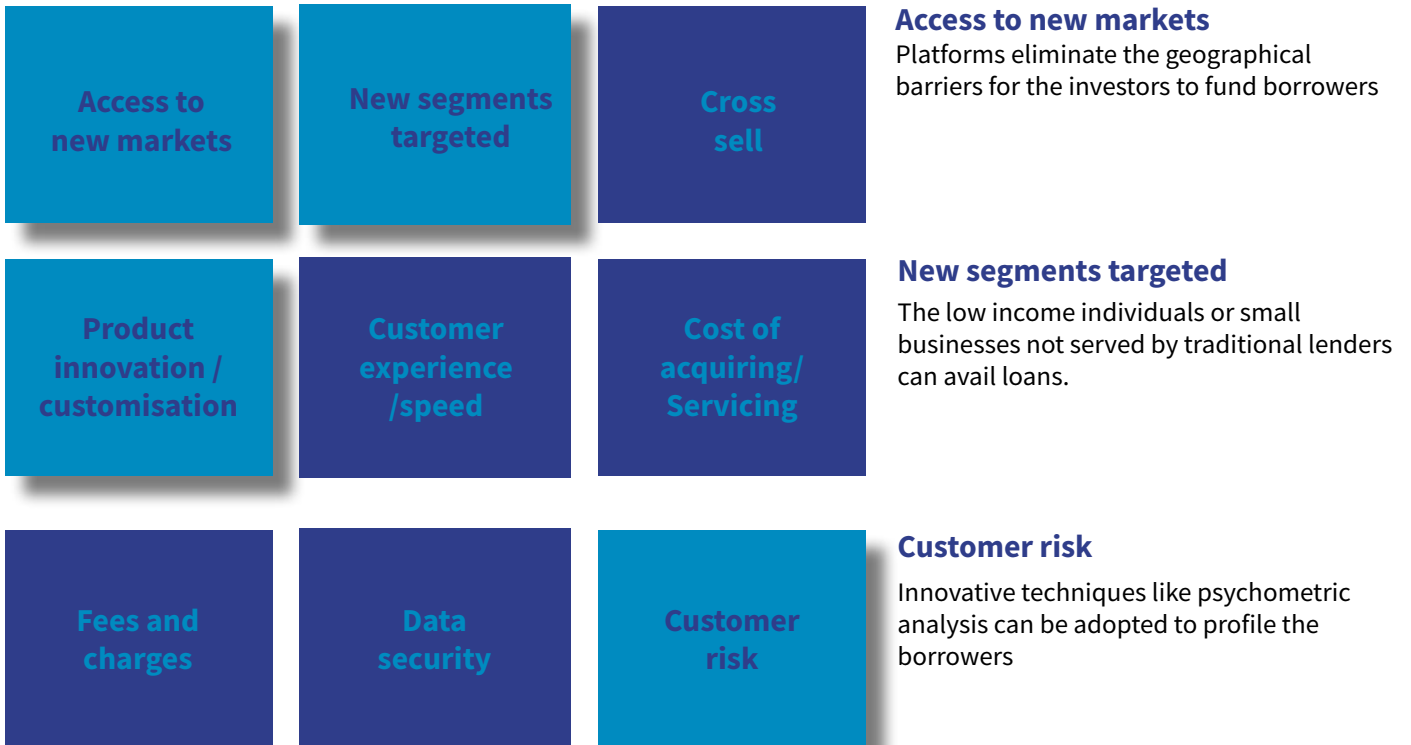 Access to
new markets
New segments
targeted
Cross
sell
Access to new markets
Platforms eliminate the geographical
barriers for the investors to fund borrowers
Product
innovation /
customisation
Customer
experience
/speed
Cost of
acquiring/
Servicing
New segments targeted
The low income individuals or small
businesses not served by traditional lenders
can avail loans.
Fees and
charges
Data
security
Customer
risk
Customer risk
Innovative techniques like psychometric
analysis can be adopted to profile the
borrowers